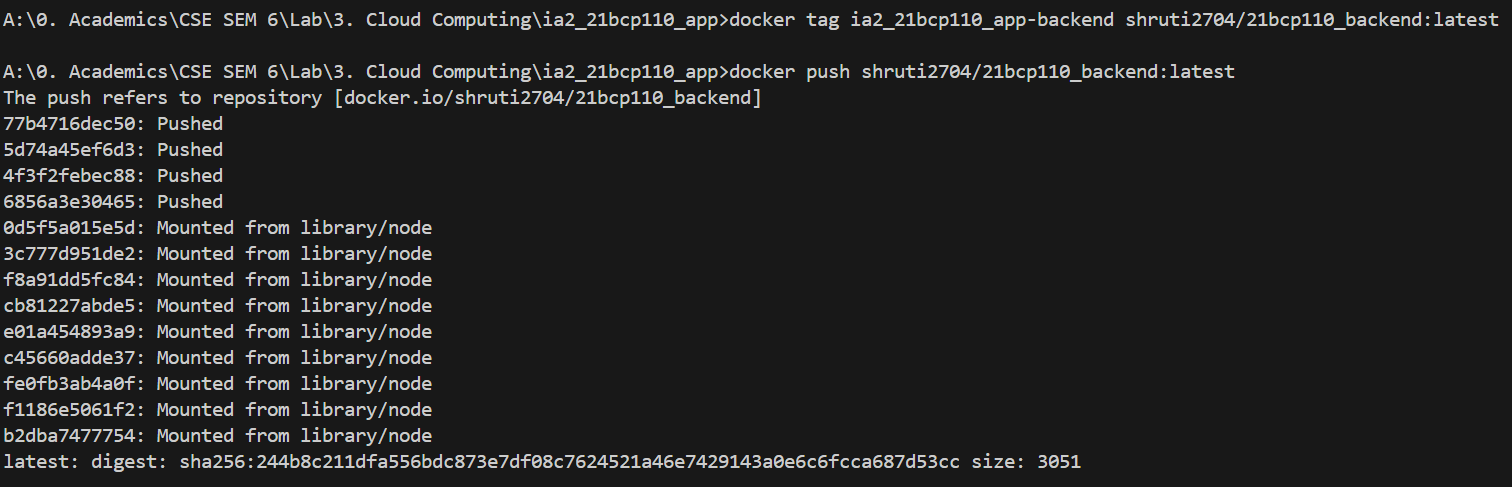 A:\0. Academics\CSE SEM 6\Lab\3. Cloud Computing\ia2_21bcp110_app>docker tag ia2_21bcp110_app-backend shruti2704/21bcp110_backend:latest
A:\0. Academics\CSE SEM 6\Lab\3. Cloud Computing\ia2_21bcp110_app>docker push shruti2704/21bcp110_backend:latest
The push refers to repository [docker.io/shruti2704/21bcp110_backend]
77b4716dec50: Pushed
5d74a45ef6d3: Pushed
4f3f2febec88: Pushed
6856a3e30465: Pushed
0d5f5a015e5d: Mounted from library/node
3c777d951de2: Mounted from library/node
f8a91dd5fc84: Mounted from library/node
cb81227abde5: Mounted from library/node
e01a454893a9: Mounted from library/node
c45660adde37: Mounted from library/node
fe0fb3ab4a0f: Mounted from library/node
f1186e5061f2: Mounted from library/node
b2dba7477754: Mounted from library/node
latest: digest: sha256:244b8c211dfa556bdc873e7df08c7624521a46e7429143a0e6c6fcca687d53cc size: 3051